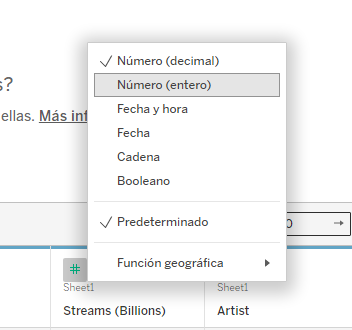 s?
ellas. Más inf
Número (decimal)
Número (entero)
Fecha y hora
Fecha
Cadena
Booleano
Predeterminado
0 →
Función geográfica
#
Sheet1 Sheet1
Streams (Billions) Artist